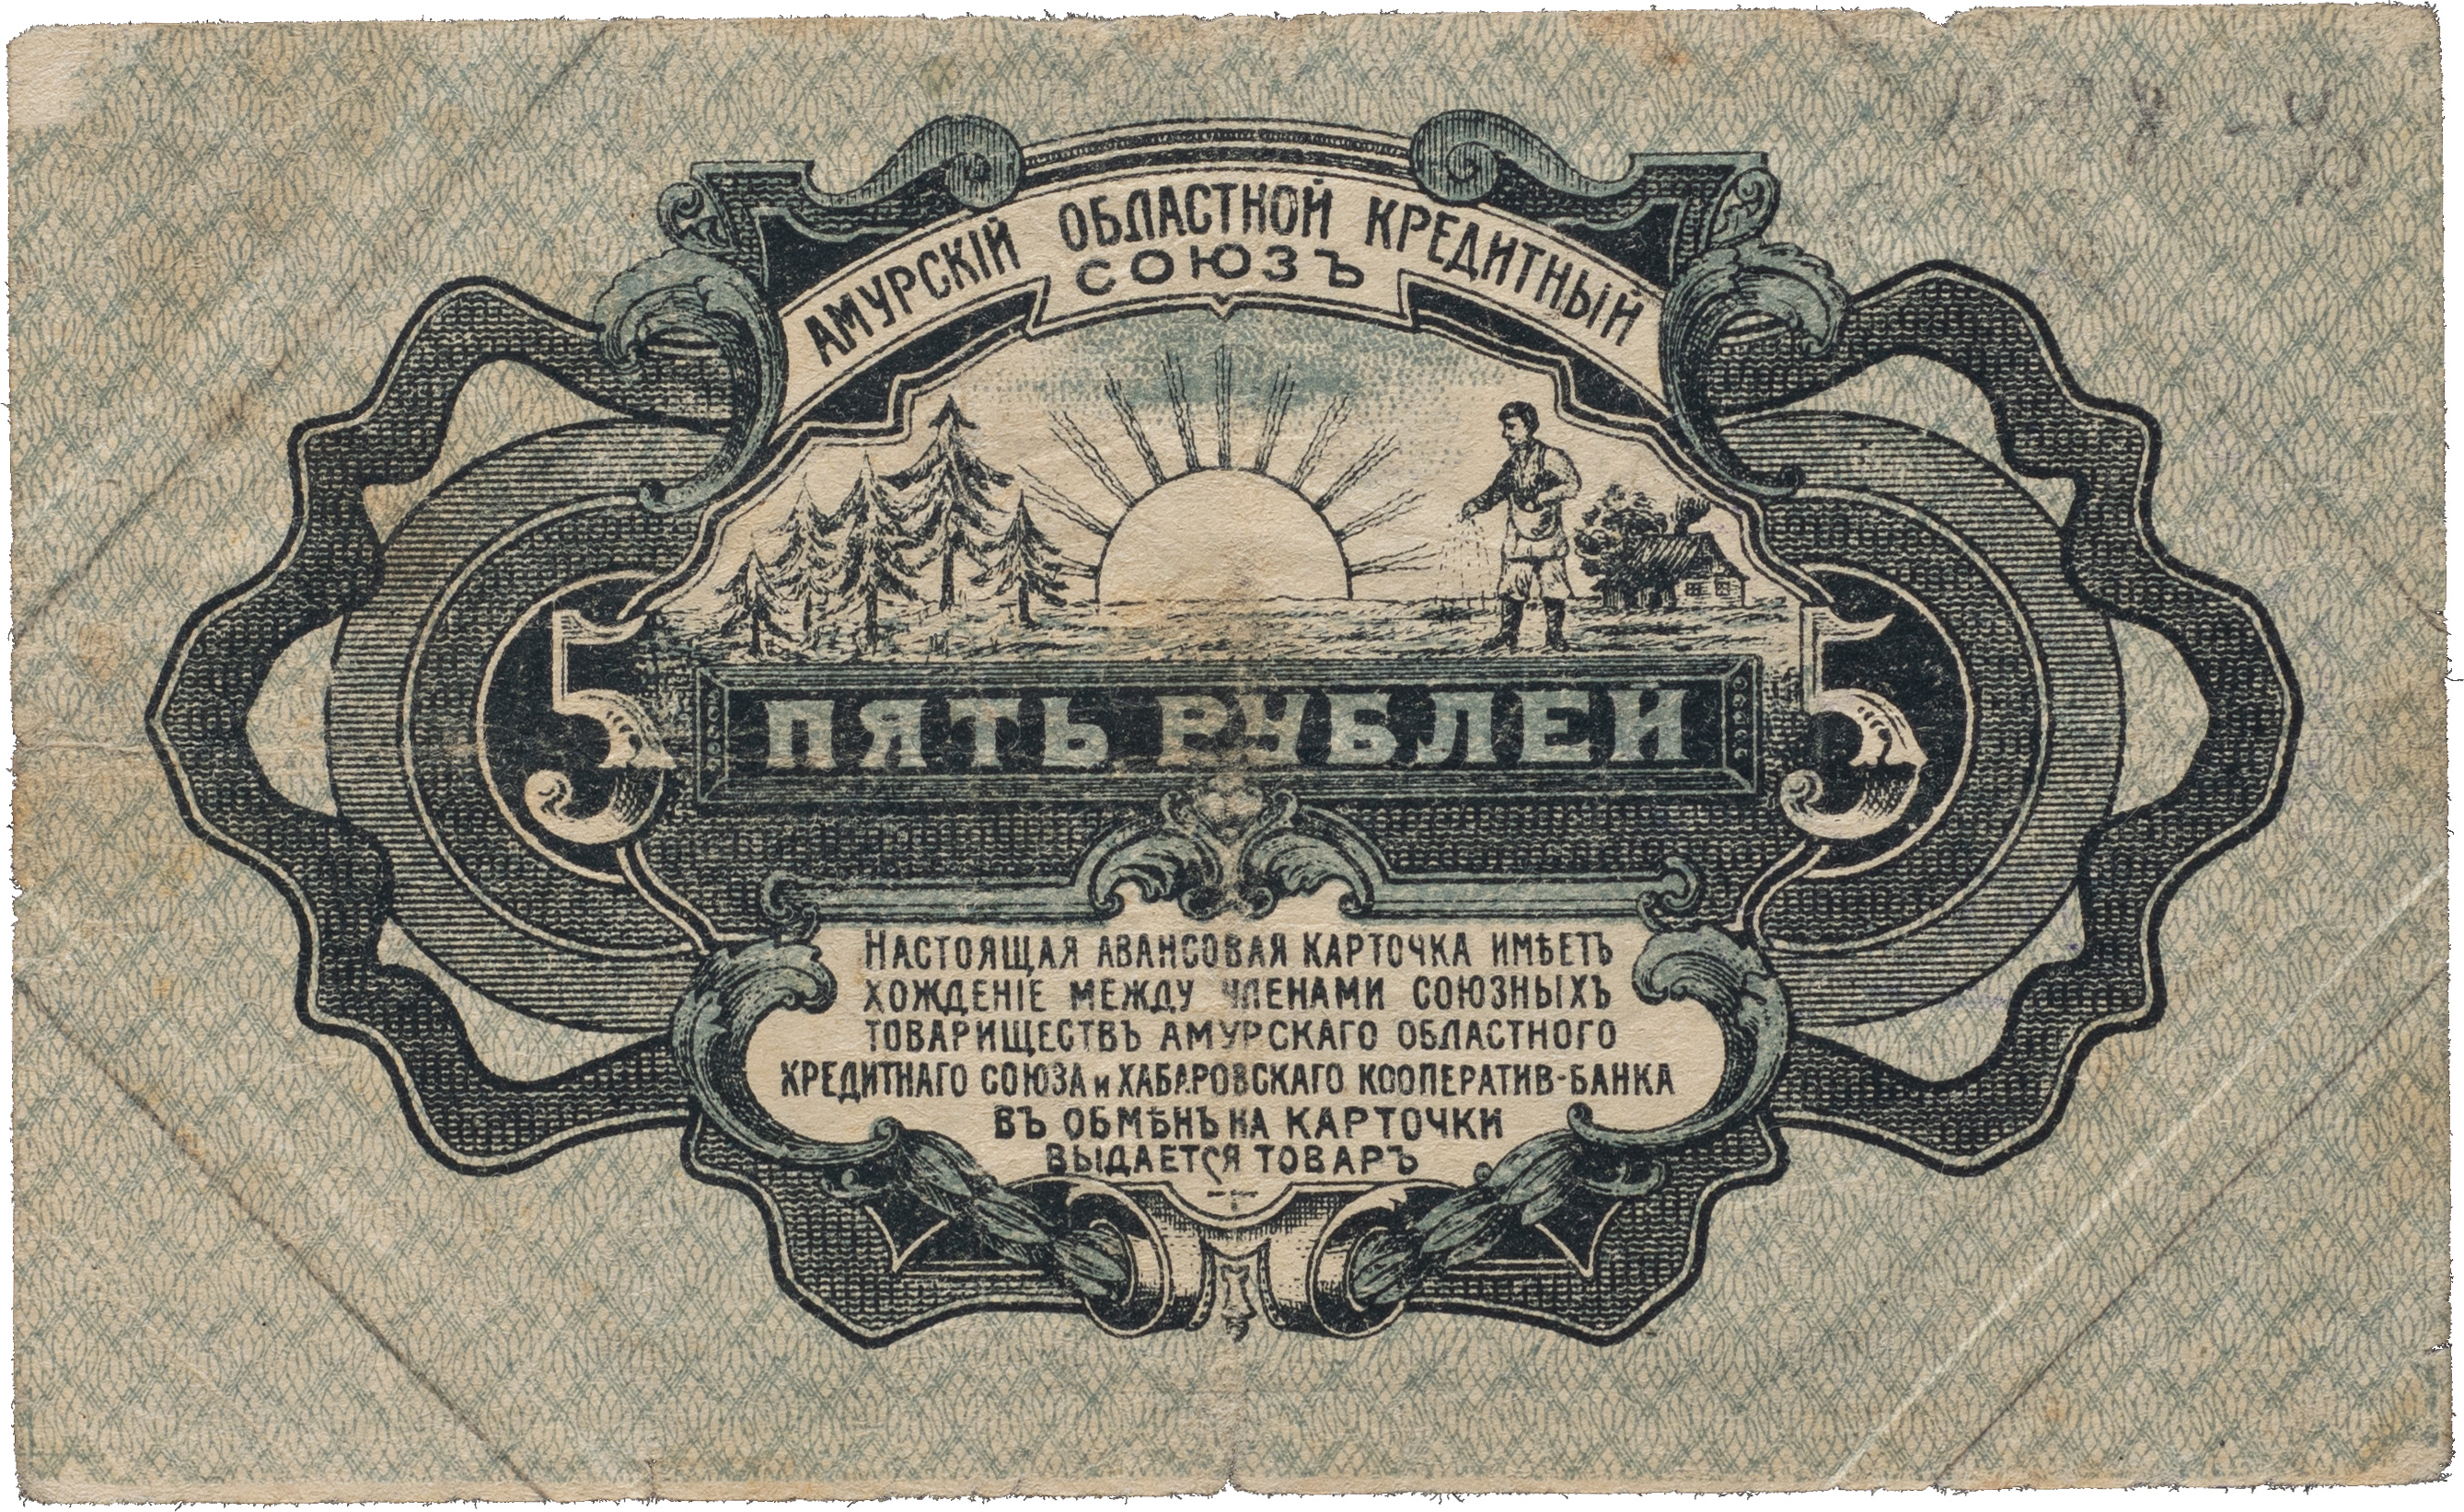 АМУРСКІЙ ОБЛАСТНОЙ КРЕДИТНЫЙ
СОЮЗЪ
5 ПЯТЬ РУБЛЕЙ 5
НАСТОЯЩАЯ АВАНСОВАЯ КАРТОЧКА ИМѢЕТЪ
ХОЖДЕНІЕ МЕЖДУ ЧЛЕНАМИ СОЮЗНЫХЪ
ТОВАРИЩЕСТВЪ АМУРСКАГО ОБЛАСТНОГО
КРЕДИТНАГО СОЮЗА и ХАБАРОВСКАГО КООПЕРАТИВ-БАНКА
ВЪ ОБМѢНЪ НА КАРТОЧКИ
ВЫДАЕТСЯ ТОВАРЪ